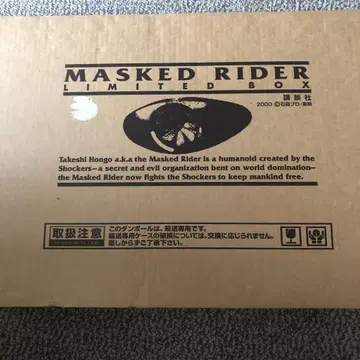 MASKED RIDER
LIMITED BOX
講談社
2000 ©石森プロ・東映
Takeshi Hongo a.k.a the Masked Rider is a humanoid created by the
Shockers—a secret and evil organization bent on world domination—
the Masked Rider now fights the Shockers to keep mankind free.
取扱注意
このダンボールは、輸送専用です。
輸送専用ケースの破損については、交換に応じられません。
悪しからずご了承下さい。